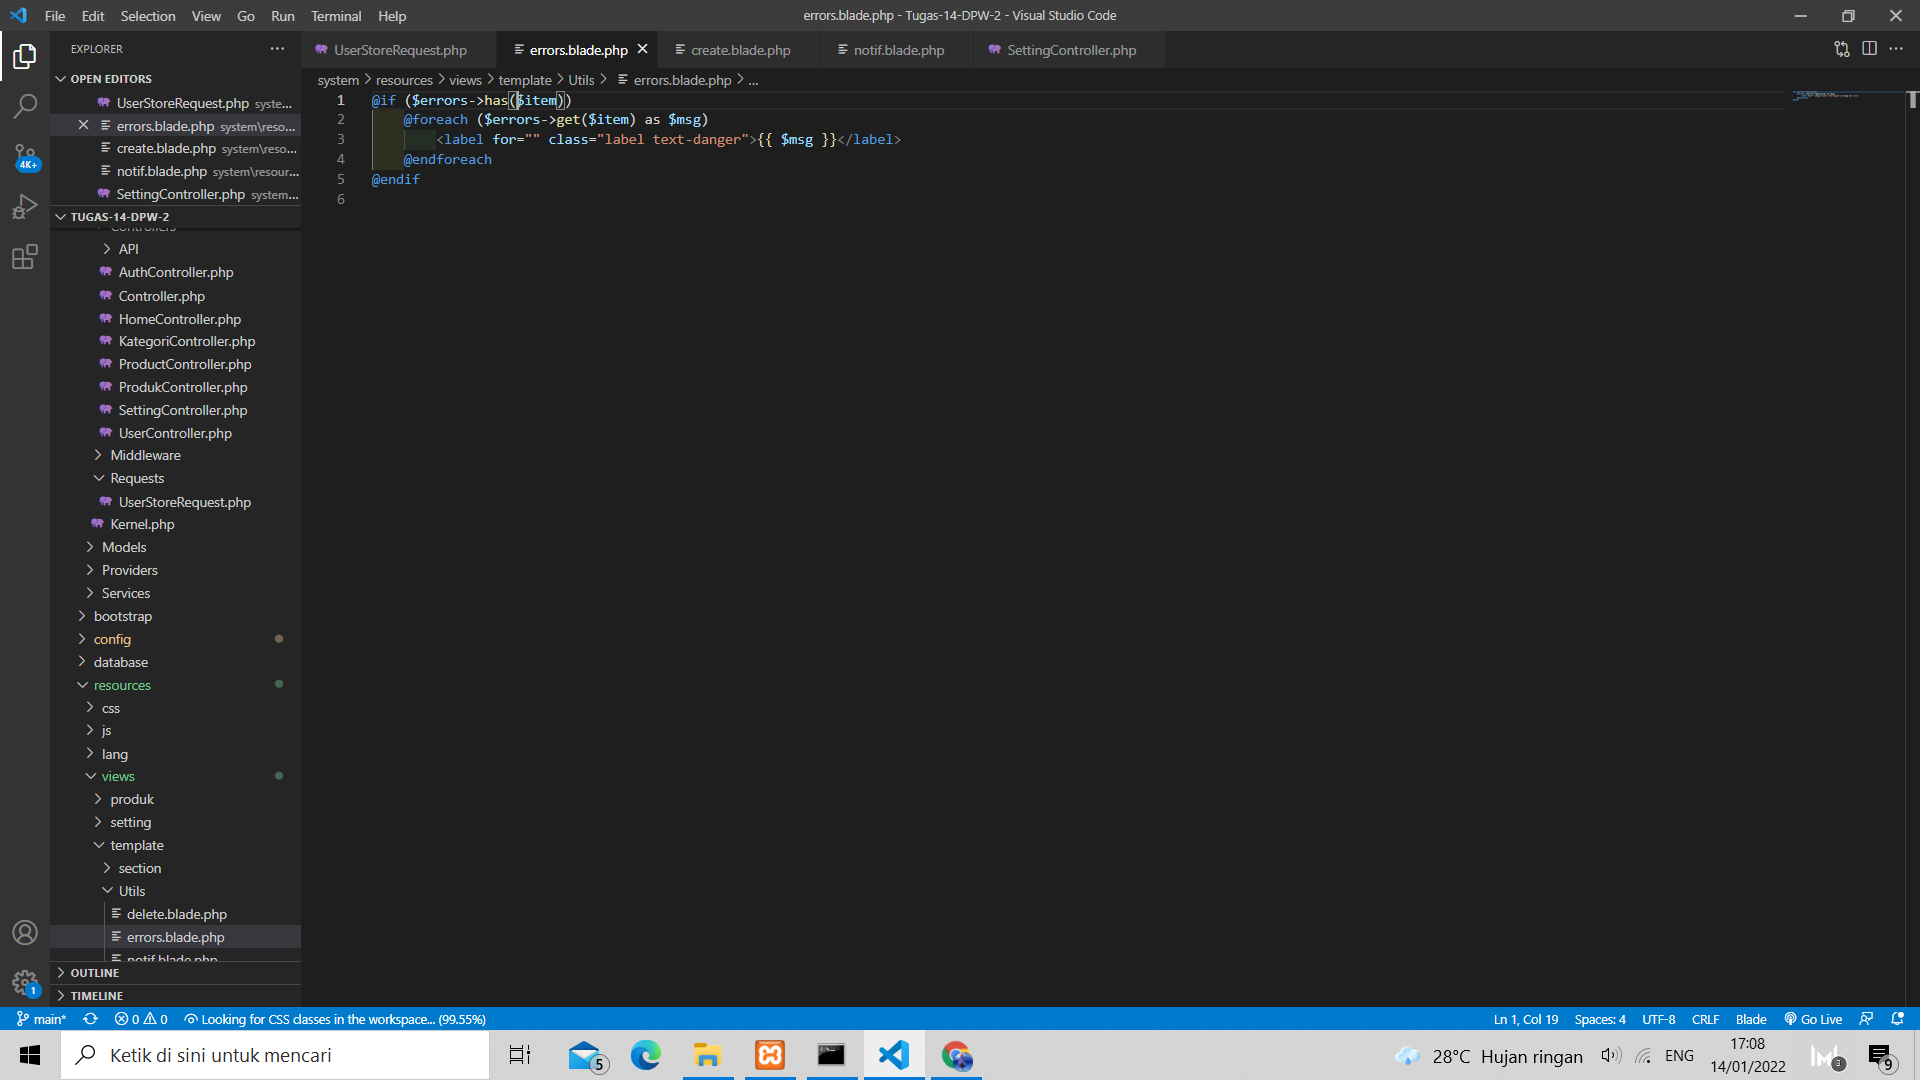 File Edit Selection View Go Run Terminal Help
errors.blade.php - Tugas-14-DPW-2 - Visual Studio Code
EXPLORER
OPEN EDITORS
UserStoreRequest.php syste...
errors.blade.php system\reso...
create.blade.php system\reso...
notif.blade.php system\resour...
SettingController.php system...
TUGAS-14-DPW-2
Controllers
API
AuthController.php
Controller.php
HomeController.php
KategoriController.php
ProductController.php
ProdukController.php
SettingController.php
UserController.php
Middleware
Requests
UserStoreRequest.php
Kernel.php
Models
Providers
Services
bootstrap
config
database
resources
css
js
lang
views
produk
setting
template
section
Utils
delete.blade.php
errors.blade.php
notif.blade.php
OUTLINE
TIMELINE
4K+
1
UserStoreRequest.php errors.blade.php create.blade.php notif.blade.php SettingController.php
system > resources > views > template > Utils > errors.blade.php > ...
1 @if ($errors->has($item))
2 @foreach ($errors->get($item) as $msg)
3 <label for="" class="label text-danger">{{ $msg }}</label>
4 @endforeach
5 @endif
6
main* 0 0 Looking for CSS classes in the workspace... (99.55%)
Ln 1, Col 19 Spaces: 4 UTF-8 CRLF Blade Go Live
Ketik di sini untuk mencari
5
28°C Hujan ringan ENG
17:08
14/01/2022
3
9